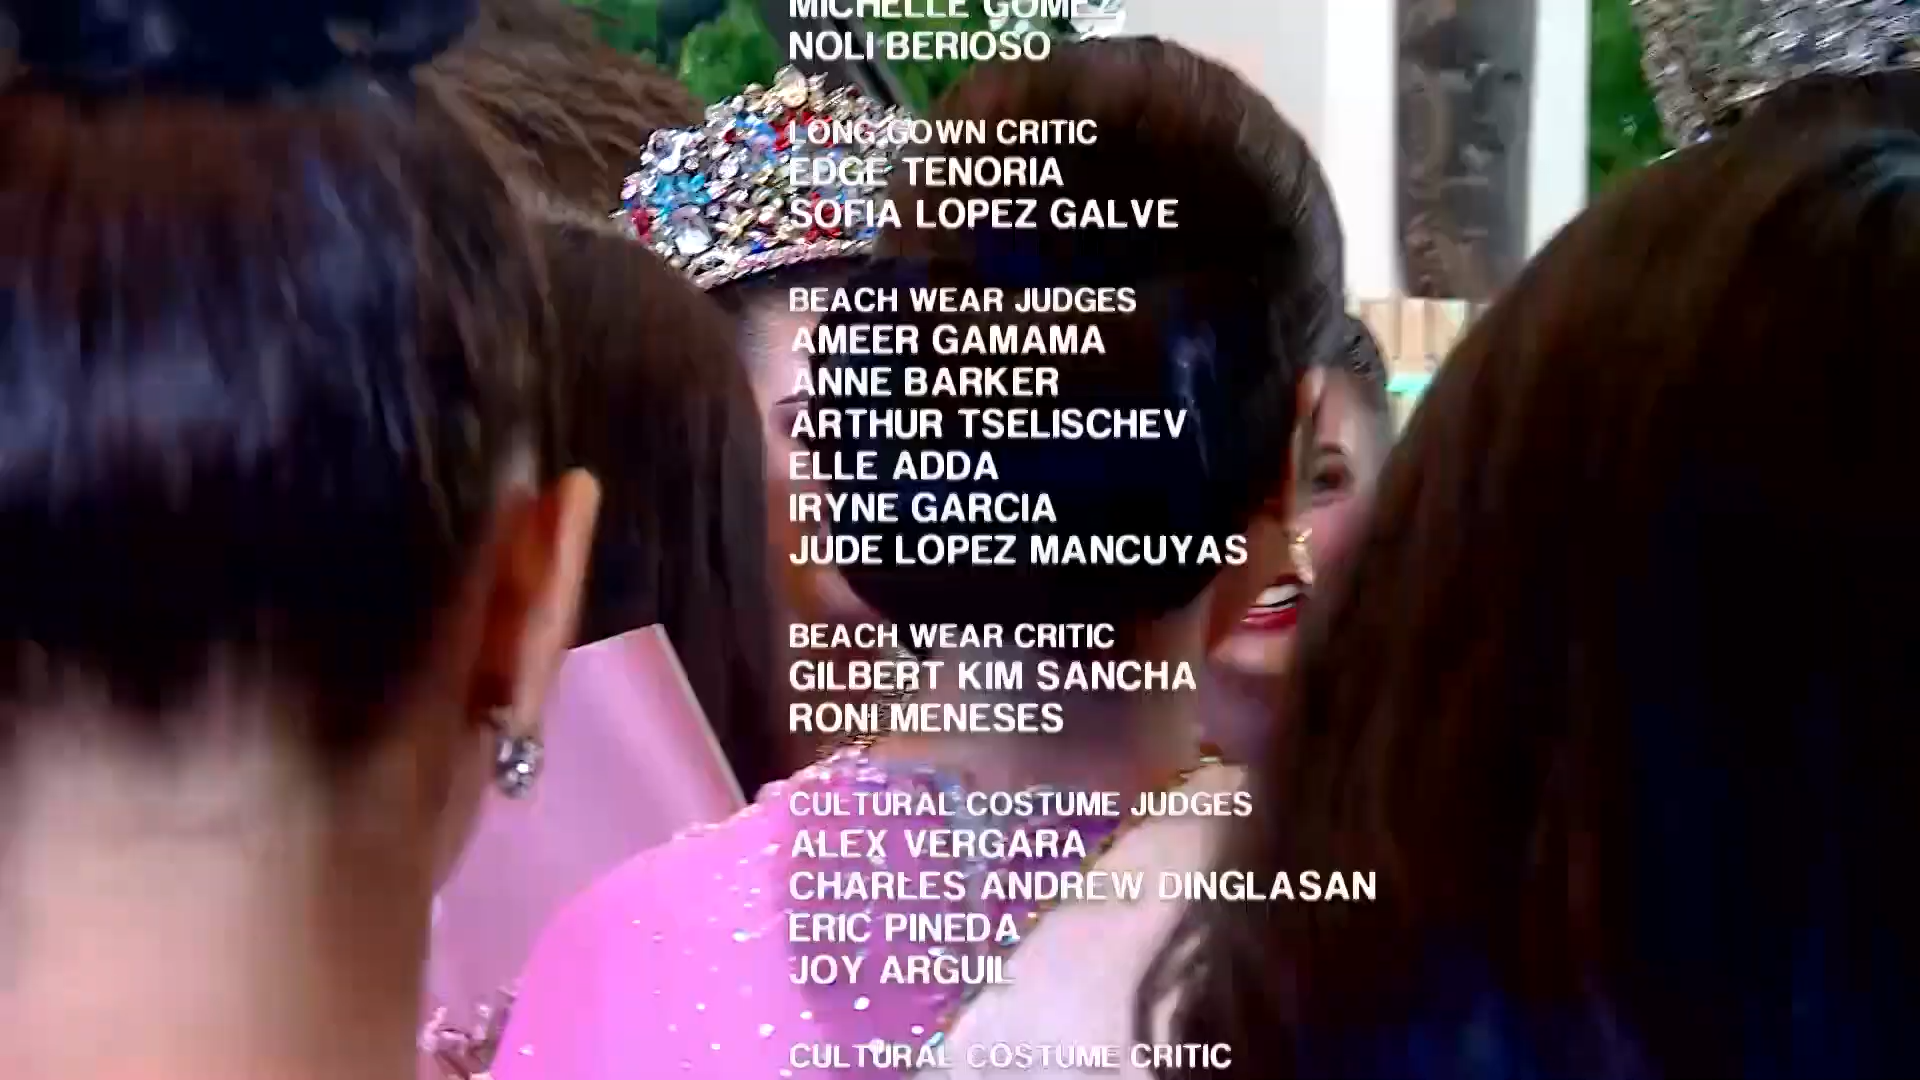 MICHELLE GOMEZ
NOLI BERIOSO
LONG GOWN CRITIC
EDGE TENORIA
SOFIA LOPEZ GALVE
BEACH WEAR JUDGES
AMEER GAMAMA
ANNE BARKER
ARTHUR TSELISCHEV
ELLE ADDA
IRYNE GARCIA
JUDE LOPEZ MANCUYAS
BEACH WEAR CRITIC
GILBERT KIM SANCHA
RONI MENESES
CULTURAL COSTUME JUDGES
ALEX VERGARA
CHARLES ANDREW DINGLASAN
ERIC PINEDA
JOY ARGUIL
CULTURAL COSTUME CRITIC